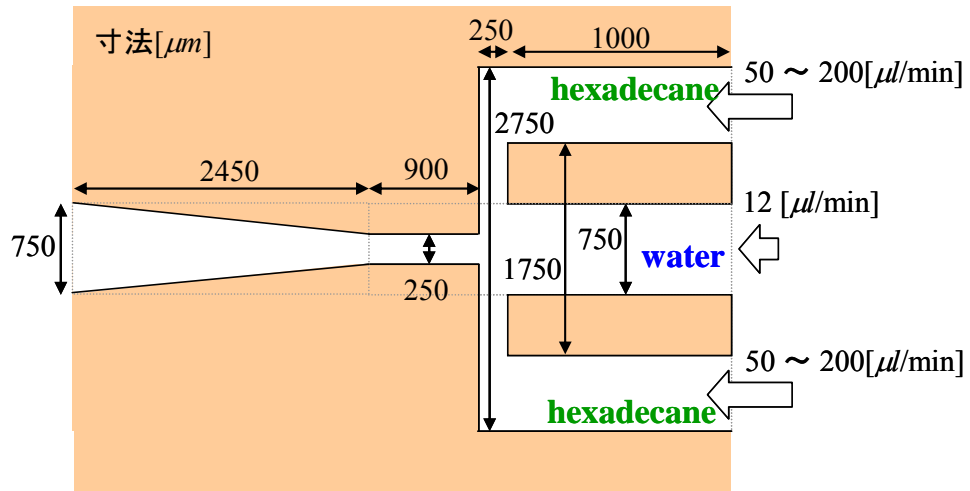 寸法[μm]
250
1000
50 ～ 200[μl/min]
hexadecane
2750
2450
900
12 [μl/min]
750
750
water
1750
250
50 ～ 200[μl/min]
hexadecane